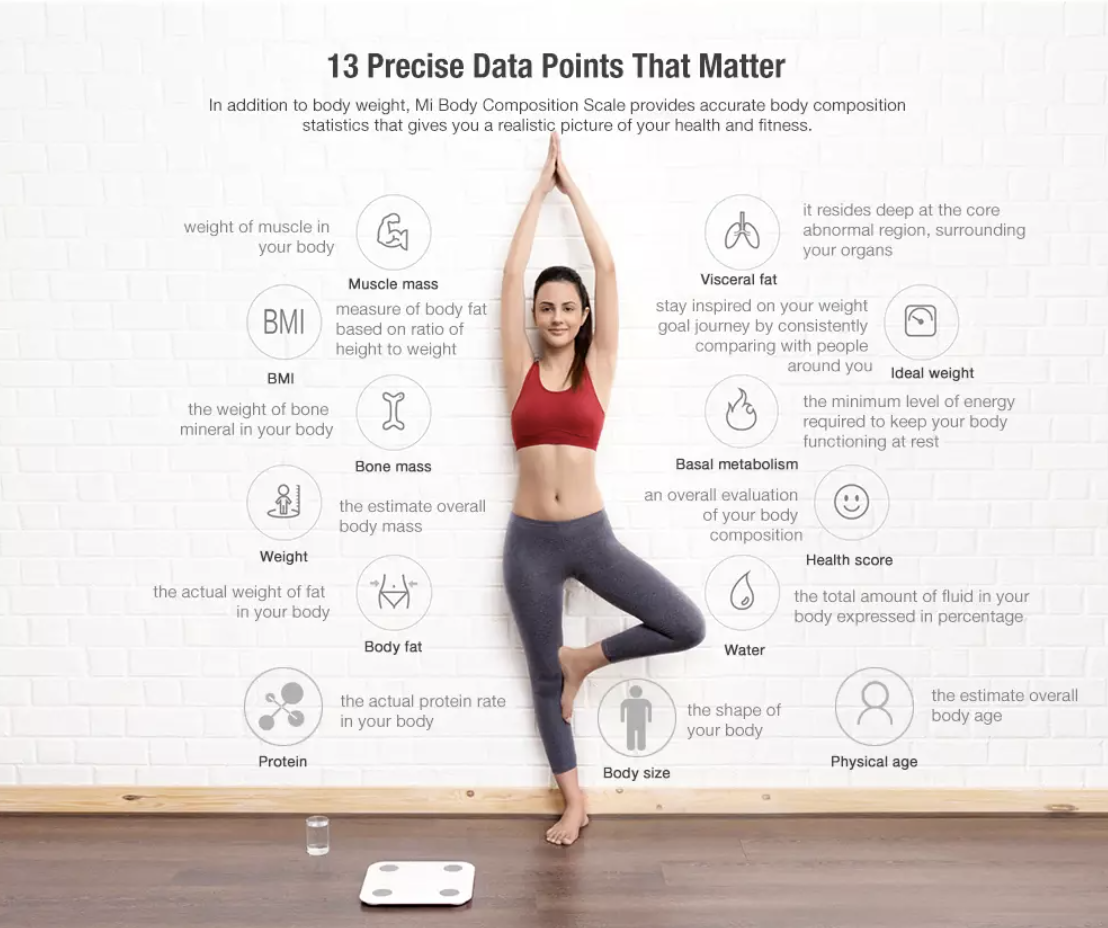 13 Precise Data Points That Matter
In addition to body weight, Mi Body Composition Scale provides accurate body composition
statistics that gives you a realistic picture of your health and fitness.
weight of muscle in
your body
Muscle mass
BMI
measure of body fat
based on ratio of
height to weight
BMI
the weight of bone
mineral in your body
Bone mass
the estimate overall
body mass
Weight
the actual weight of fat
in your body
Body fat
the actual protein rate
in your body
Protein
it resides deep at the core
abnormal region, surrounding
your organs
Visceral fat
stay inspired on your weight
goal journey by consistently
comparing with people
around you
Ideal weight
the minimum level of energy
required to keep your body
functioning at rest
Basal metabolism
an overall evaluation
of your body
composition
Health score
the total amount of fluid in your
body expressed in percentage
Water
the shape of
your body
Body size
the estimate overall
body age
Physical age